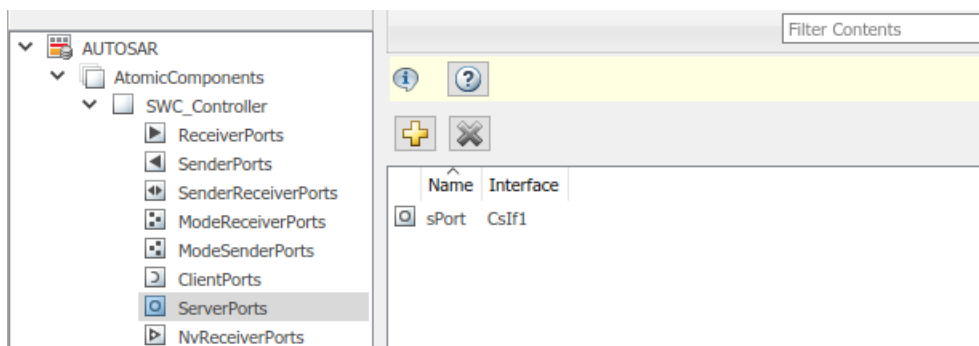 Filter Contents
AUTOSAR
AtomicComponents
SWC_Controller
ReceiverPorts
SenderPorts
SenderReceiverPorts
ModeReceiverPorts
ModeSenderPorts
ClientPorts
ServerPorts
NvReceiverPorts
Name Interface
sPort CsIf1